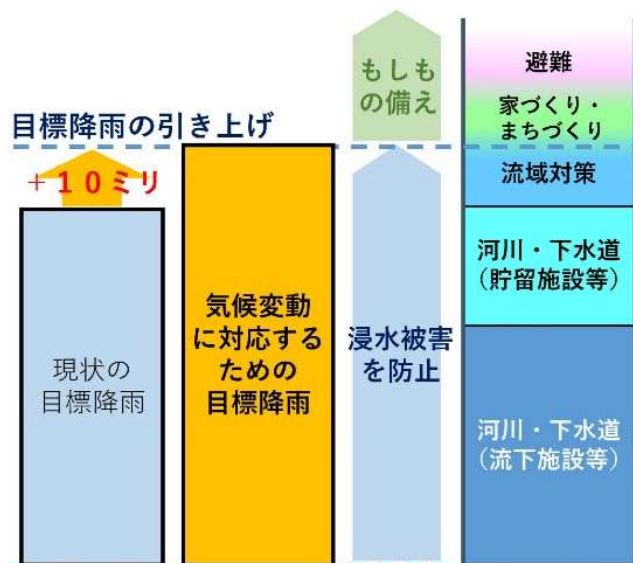 目標降雨の引き上げ
+10ミリ
現状の
目標降雨
気候変動
に対応する
ための
目標降雨
もしも
の備え
浸水被害
を防止
避難
家づくり・
まちづくり
流域対策
河川・下水道
(貯留施設等)
河川・下水道
(流下施設等)